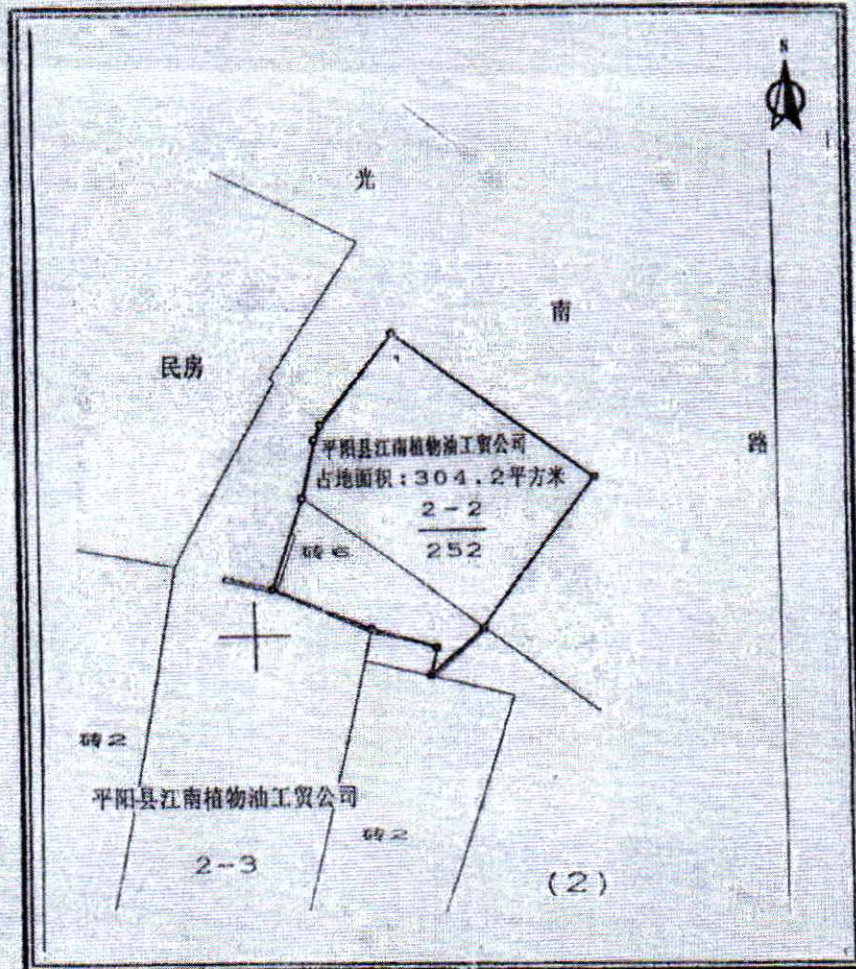 N
光
南
民房
路
平阳县江南植物油工贸公司
占地面积:304.2平方米
2-2
252
砖6
砖2
平阳县江南植物油工贸公司
砖2
2-3
(2)